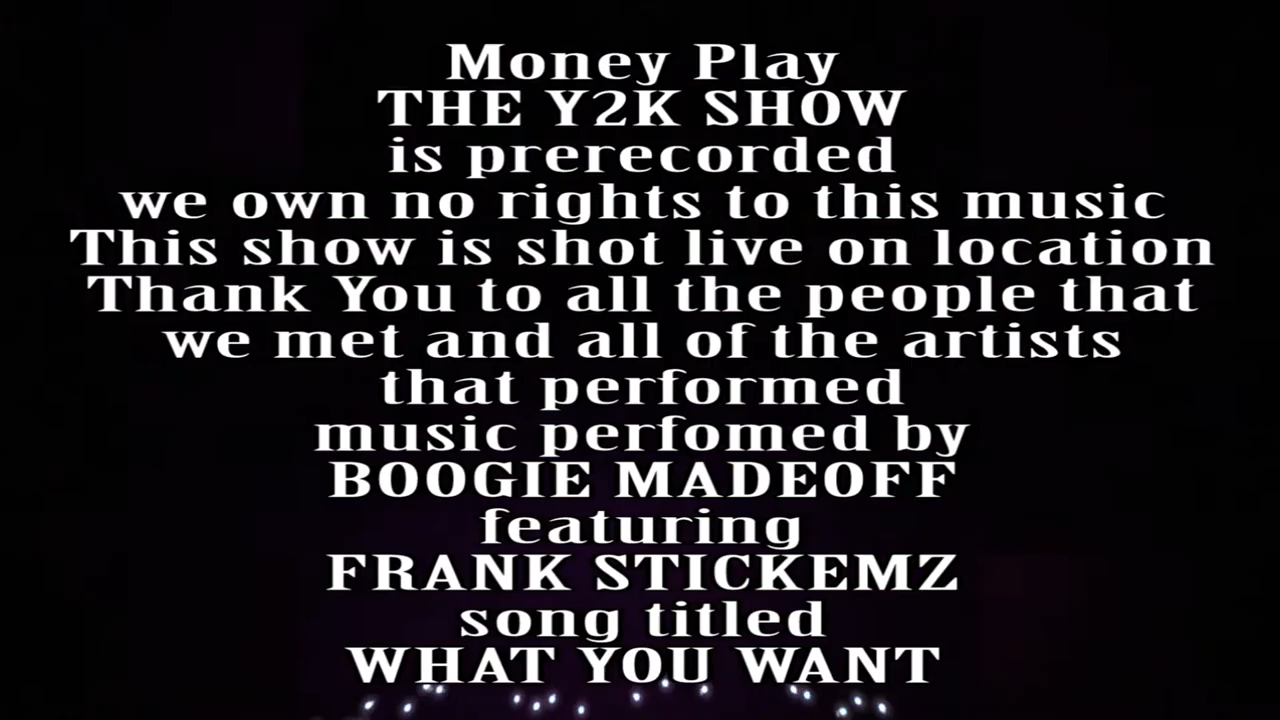 Money Play
THE Y2K SHOW
is prerecorded
we own no rights to this music
This show is shot live on location
Thank You to all the people that
we met and all of the artists
that performed
music perfomed by
BOOGIE MADEOFF
featuring
FRANK STICKEMZ
song titled
WHAT YOU WANT